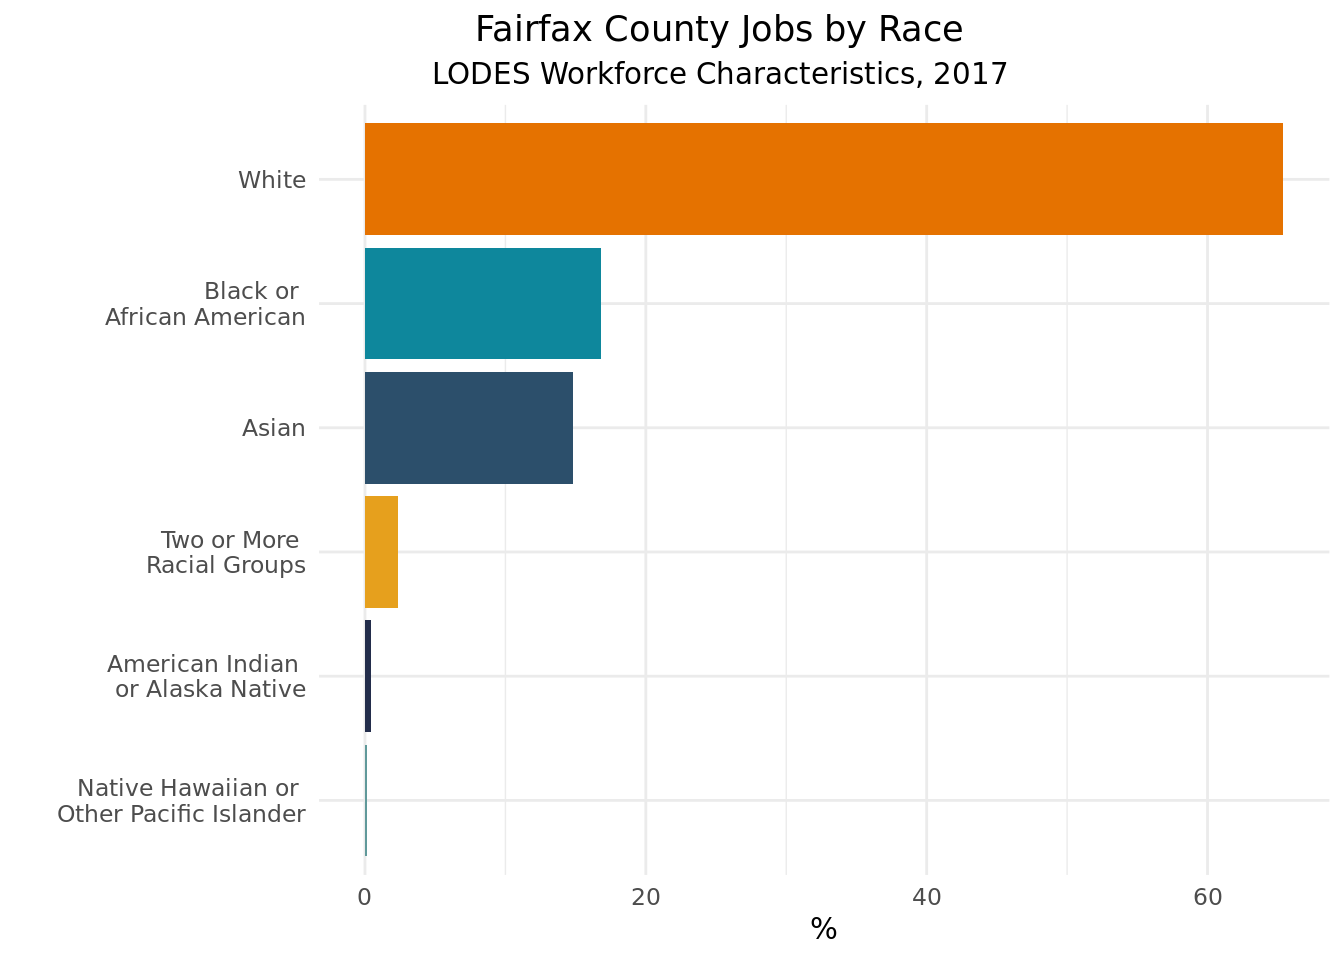 Fairfax County Jobs by Race
LODES Workforce Characteristics, 2017
White
Black or
African American
Asian
Two or More
Racial Groups
American Indian
or Alaska Native
Native Hawaiian or
Other Pacific Islander
0 20 40 60
%